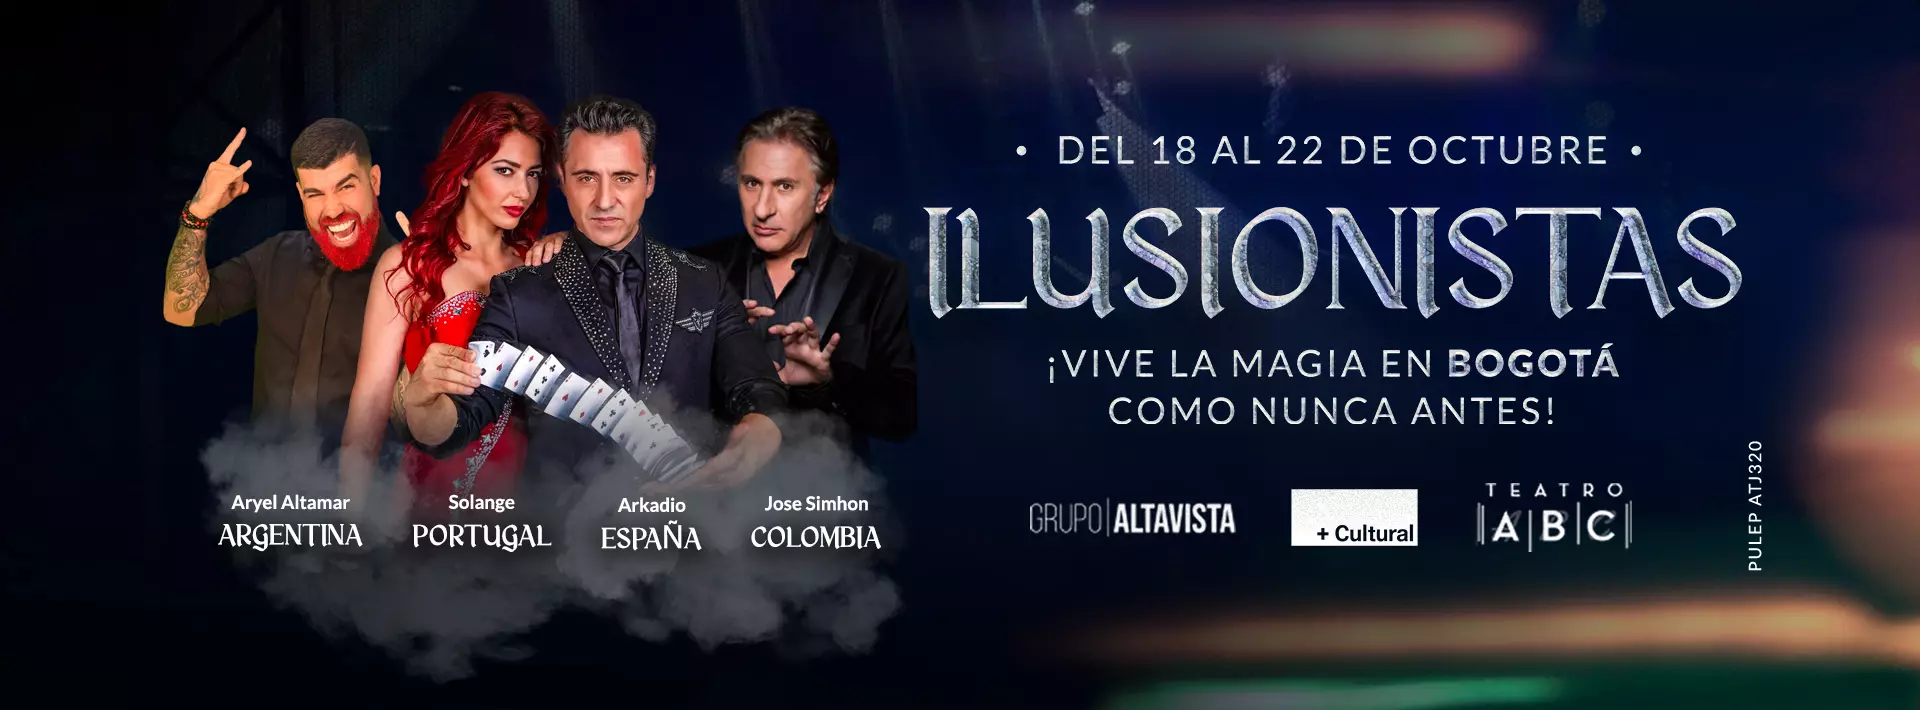 • DEL 18 AL 22 DE OCTUBRE •
ILUSIONISTAS
¡VIVE LA MAGIA EN BOGOTÁ
COMO NUNCA ANTES!
Aryel Altamar
ARGENTINA
Solange
PORTUGAL
Arkadio
ESPAÑA
Jose Simhon
COLOMBIA
GRUPO|ALTAVISTA
+ Cultural
TEATRO
|A|B|C|
PULEP ATJ320